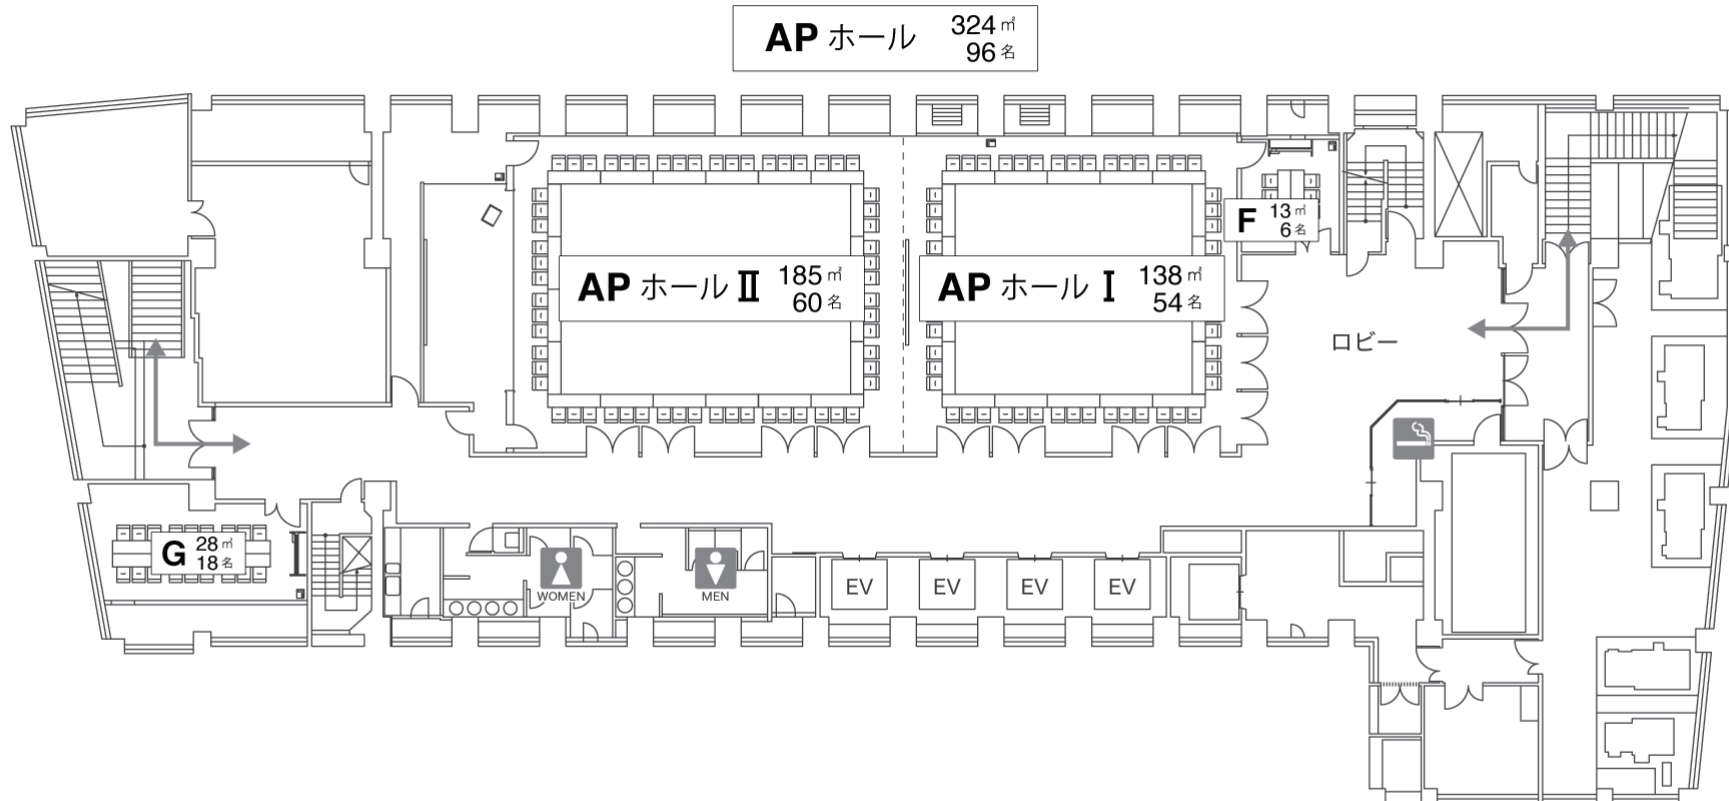 AP ホール 324㎡
96名
F 13㎡
6名
AP ホール Ⅱ 185㎡
60名
AP ホール Ⅰ 138㎡
54名
ロビー
G 28㎡
18名
WOMEN
MEN
EV
EV
EV
EV